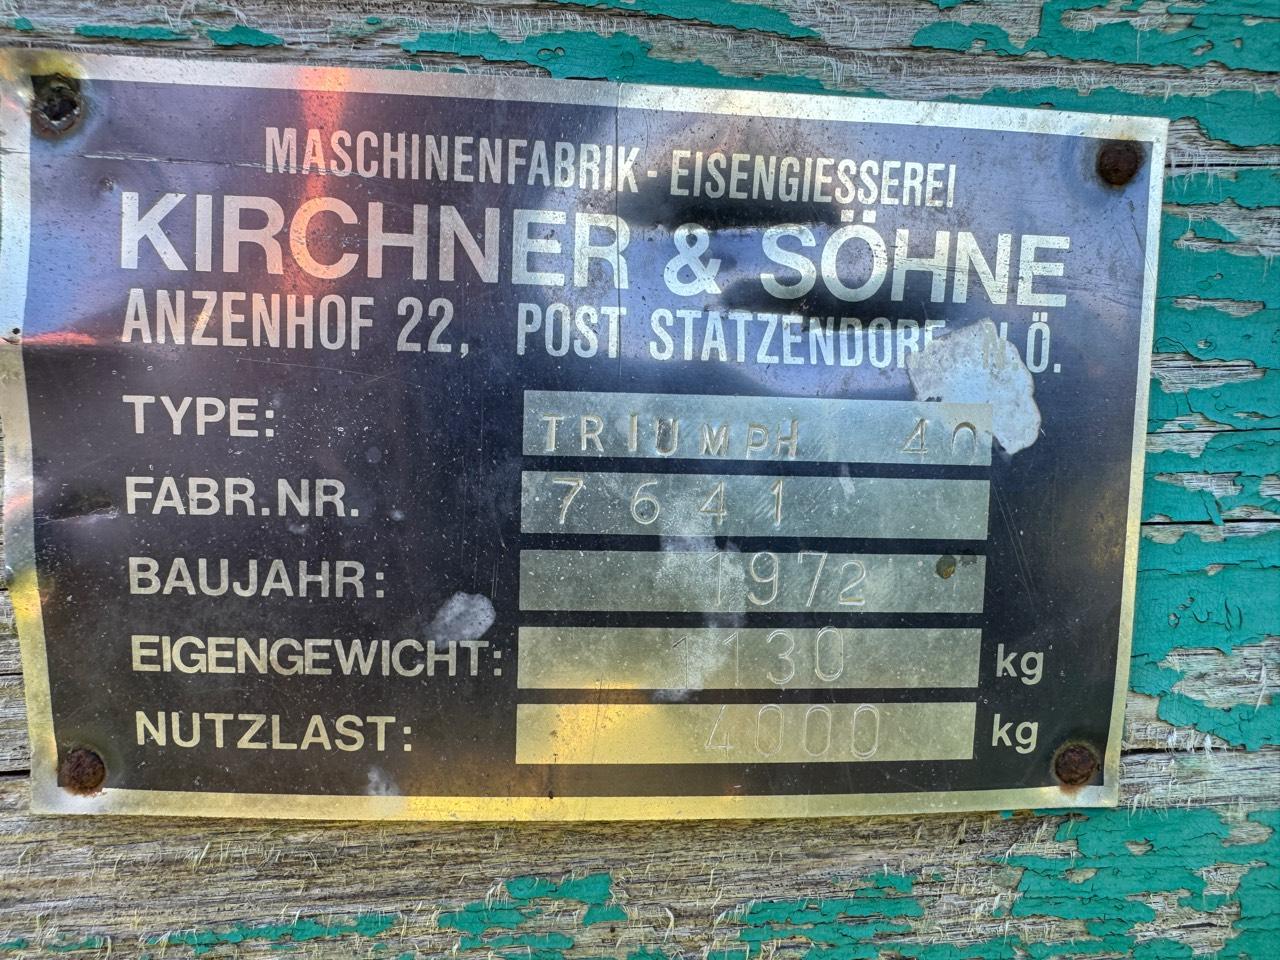 MASCHINENFABRIK - EISENGIESSEREI
KIRCHNER & SÖHNE
ANZENHOF 22, POST STATZENDORF N.Ö.
TYPE: TRIUMPH 40
FABR.NR. 7641
BAUJAHR: 1972
EIGENGEWICHT: 1130 kg
NUTZLAST: 4000 kg